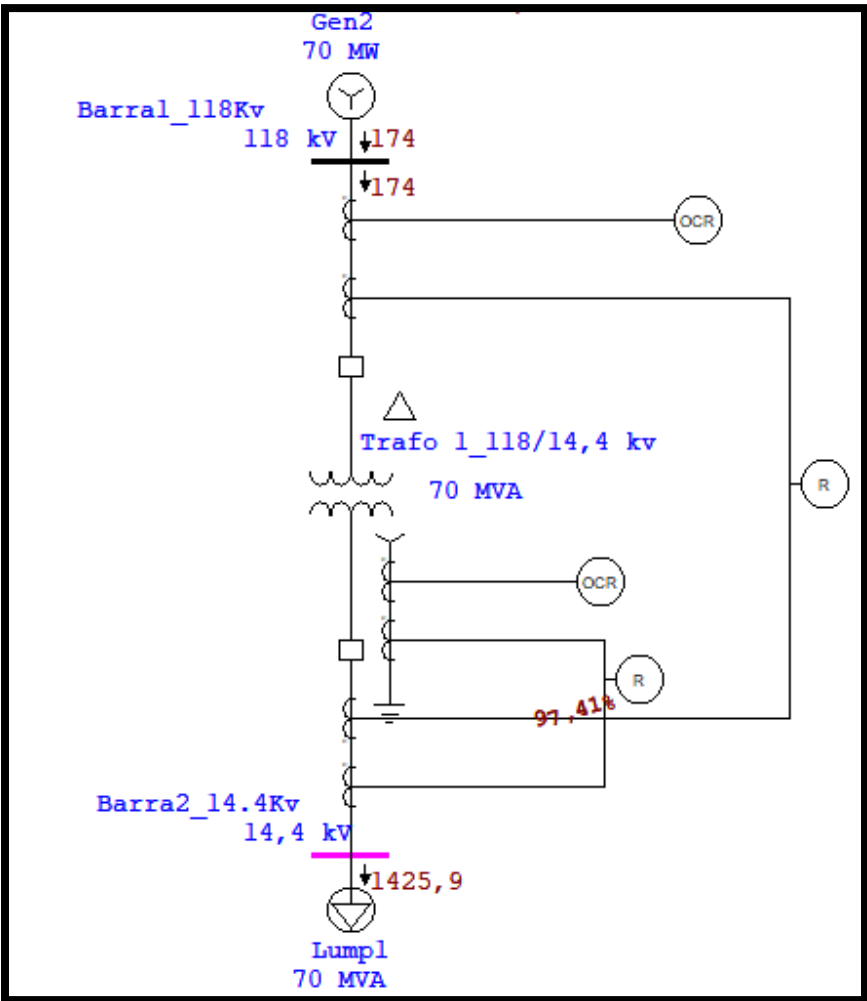 Gen2
70 MW
Barra1_118Kv
118 kV
174
174
OCR
Trafo 1_118/14,4 kv
70 MVA
R
OCR
R
97,41%
Barra2_14.4Kv
14,4 kV
1425,9
Lump1
70 MVA